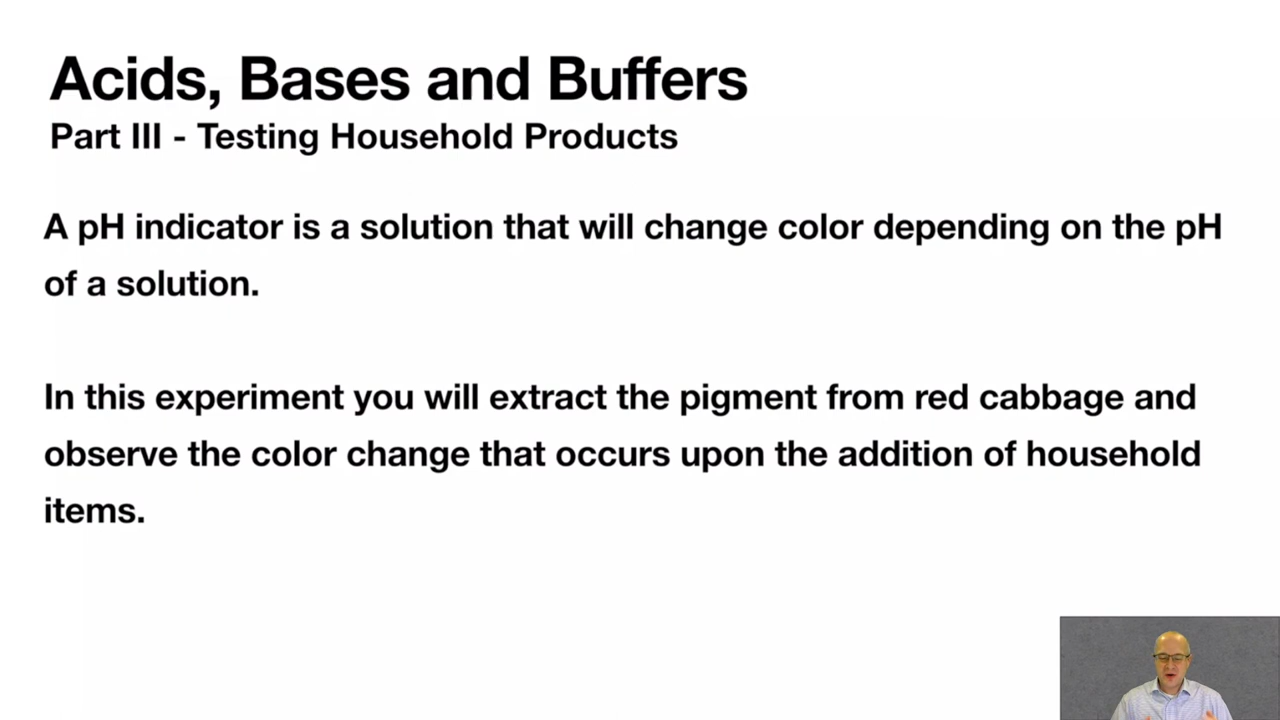 Acids, Bases and Buffers
Part III - Testing Household Products
A pH indicator is a solution that will change color depending on the pH
of a solution.
In this experiment you will extract the pigment from red cabbage and
observe the color change that occurs upon the addition of household
items.